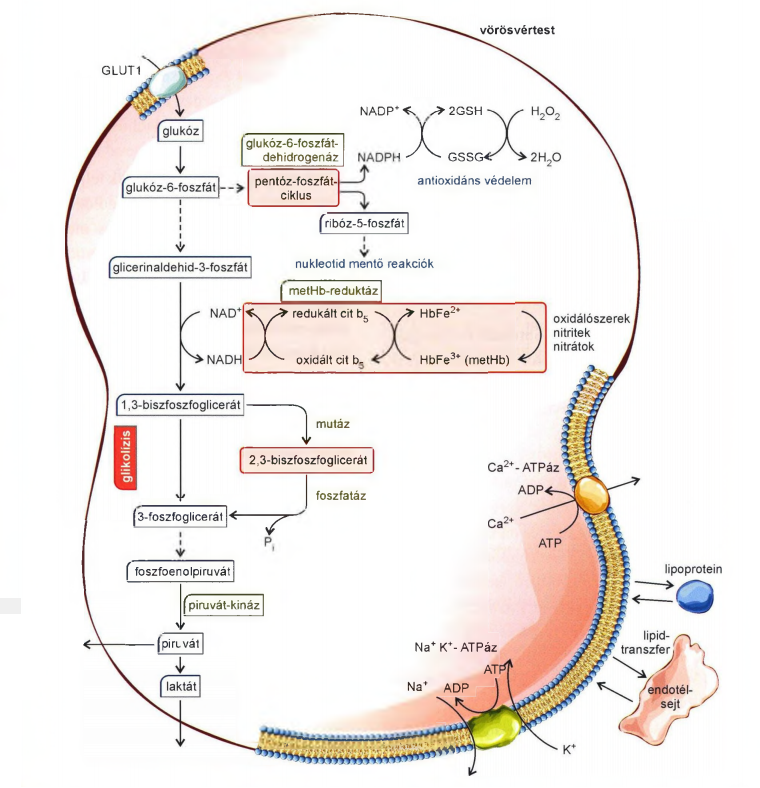 vörösvértest
GLUT1
glukóz
glukóz-6-foszfát
glukóz-6-foszfát-
dehidrogenáz
pentóz-foszfát-
ciklus
NADP⁺
2GSH
H₂O₂
NADPH
GSSG
2H₂O
antioxidáns védelem
ribóz-5-foszfát
nukleotid mentő reakciók
glicerinaldehid-3-foszfát
metHb-reduktáz
NAD⁺
redukált cit b₅
HbFe²⁺
NADH
oxidált cit b₅
HbFe³⁺ (metHb)
oxidálószerek
nitritek
nitrátok
1,3-biszfoszfoglicerát
mutáz
glikolízis
2,3-biszfoszfoglicerát
foszfatáz
3-foszfoglicerát
Pᵢ
foszfoenolpiruvát
piruvát-kináz
piruvát
laktát
Ca²⁺- ATPáz
ADP
Ca²⁺
ATP
lipoprotein
lipid-
transzfer
endotél-
sejt
Na⁺ K⁺- ATPáz
ATP
Na⁺
ADP
K⁺